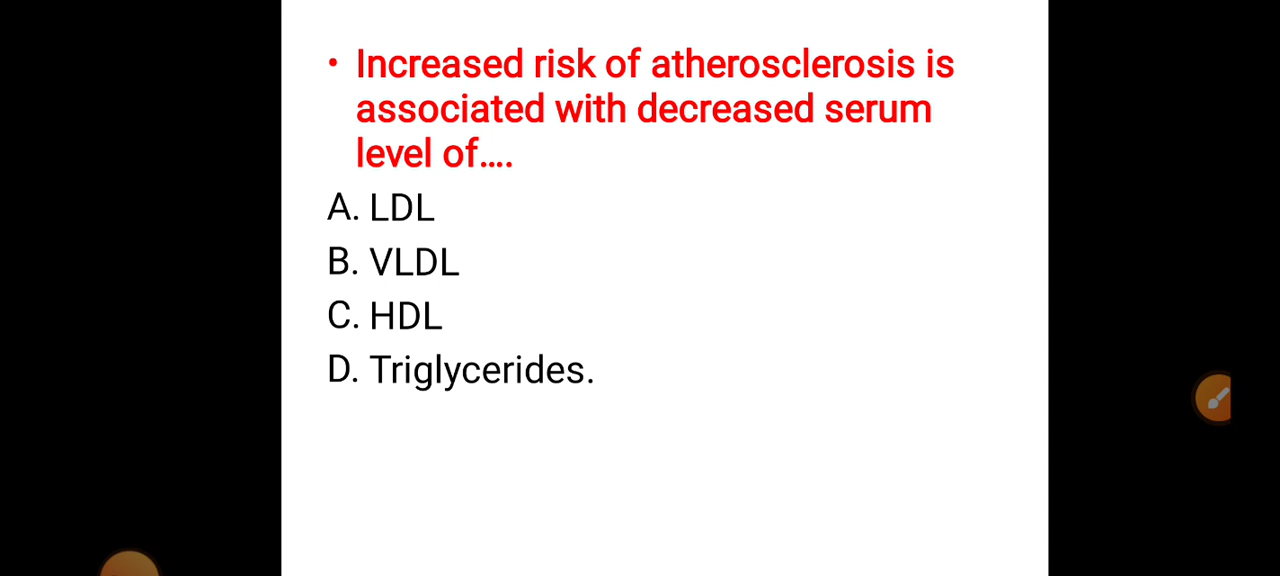 • Increased risk of atherosclerosis is
associated with decreased serum
level of....
A. LDL
B. VLDL
C. HDL
D. Triglycerides.